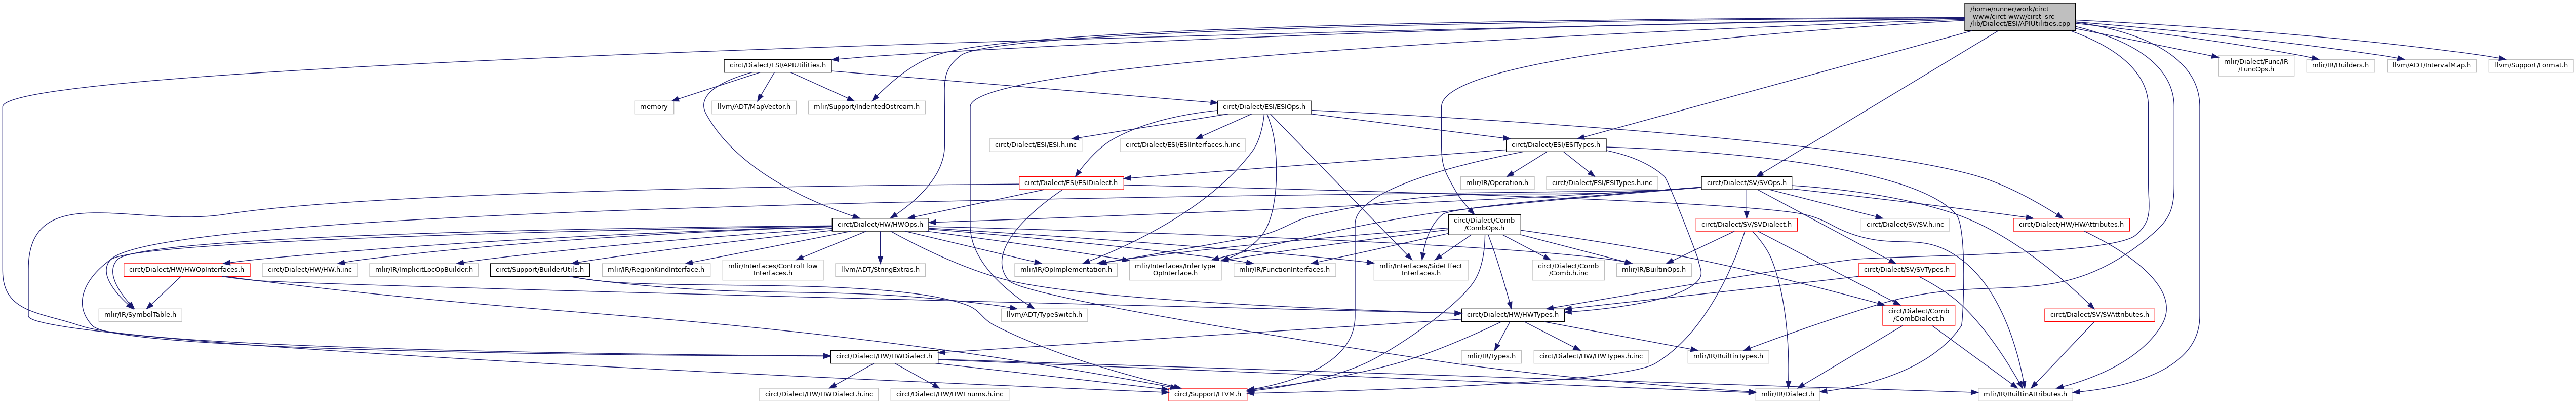 /home/runner/work/circt
-www/circt-www/circt_src
/lib/Dialect/ESI/APIUtilities.cpp
circt/Dialect/ESI/APIUtilities.h
mlir/Dialect/Func/IR
/FuncOps.h
mlir/IR/Builders.h
llvm/ADT/IntervalMap.h
llvm/Support/Format.h
memory
llvm/ADT/MapVector.h
mlir/Support/IndentedOstream.h
circt/Dialect/ESI/ESIOps.h
circt/Dialect/ESI/ESI.h.inc
circt/Dialect/ESI/ESIInterfaces.h.inc
circt/Dialect/ESI/ESITypes.h
circt/Dialect/ESI/ESIDialect.h
mlir/IR/Operation.h
circt/Dialect/ESI/ESITypes.h.inc
circt/Dialect/SV/SVOps.h
circt/Dialect/HW/HWOps.h
circt/Dialect/Comb
/CombOps.h
circt/Dialect/SV/SVDialect.h
circt/Dialect/SV/SV.h.inc
circt/Dialect/HW/HWAttributes.h
circt/Dialect/HW/HWOpInterfaces.h
circt/Dialect/HW/HW.h.inc
mlir/IR/ImplicitLocOpBuilder.h
circt/Support/BuilderUtils.h
mlir/IR/RegionKindInterface.h
mlir/Interfaces/ControlFlow
Interfaces.h
llvm/ADT/StringExtras.h
mlir/IR/OpImplementation.h
mlir/Interfaces/InferType
OpInterface.h
mlir/IR/FunctionInterfaces.h
mlir/Interfaces/SideEffect
Interfaces.h
circt/Dialect/Comb
/Comb.h.inc
mlir/IR/BuiltinOps.h
circt/Dialect/SV/SVTypes.h
mlir/IR/SymbolTable.h
llvm/ADT/TypeSwitch.h
circt/Dialect/HW/HWTypes.h
circt/Dialect/Comb
/CombDialect.h
circt/Dialect/SV/SVAttributes.h
circt/Dialect/HW/HWDialect.h
mlir/IR/Types.h
circt/Dialect/HW/HWTypes.h.inc
mlir/IR/BuiltinTypes.h
circt/Dialect/HW/HWDialect.h.inc
circt/Dialect/HW/HWEnums.h.inc
circt/Support/LLVM.h
mlir/IR/Dialect.h
mlir/IR/BuiltinAttributes.h